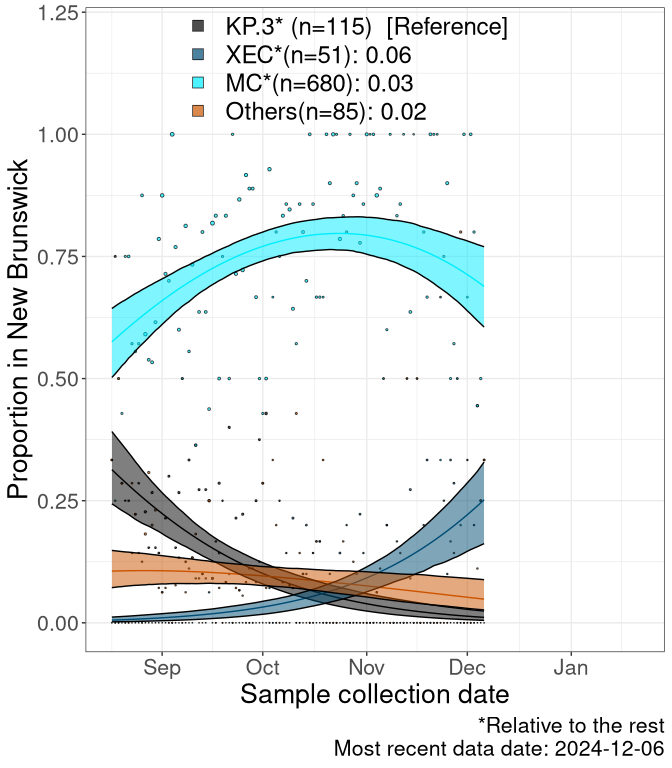 KP.3* (n=115)  [Reference]
XEC*(n=51): 0.06
MC*(n=680): 0.03
Others(n=85): 0.02
1.25
1.00
0.75
0.50
0.25
0.00
Proportion in New Brunswick
Sep Oct Nov Dec Jan
Sample collection date
*Relative to the rest
Most recent data date: 2024-12-06